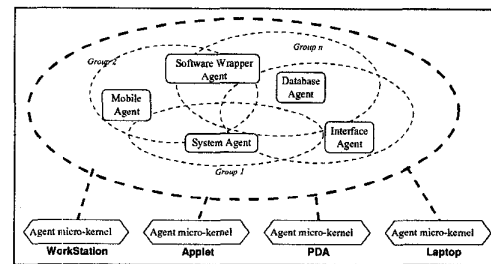 Group 2
Group n
Software Wrapper
Agent
Database
Agent
Mobile
Agent
System Agent
Interface
Agent
Group 1
Agent micro-kernel
Agent micro-kernel
Agent micro-kernel
Agent micro-kernel
WorkStation
Applet
PDA
Laptop